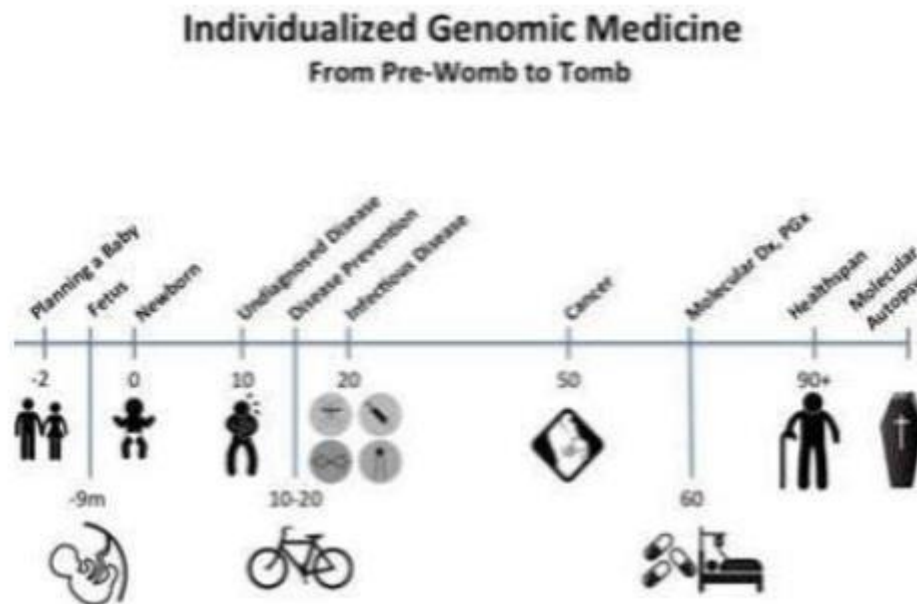 Individualized Genomic Medicine
From Pre-Womb to Tomb
Planning a Baby
Fetus
Newborn
Undiagnosed Disease
Disease Prevention
Infectious Disease
Cancer
Molecular Dx, PGx
Healthspan
Molecular
-2
0
10
20
50
90+
-9m
10-20
60